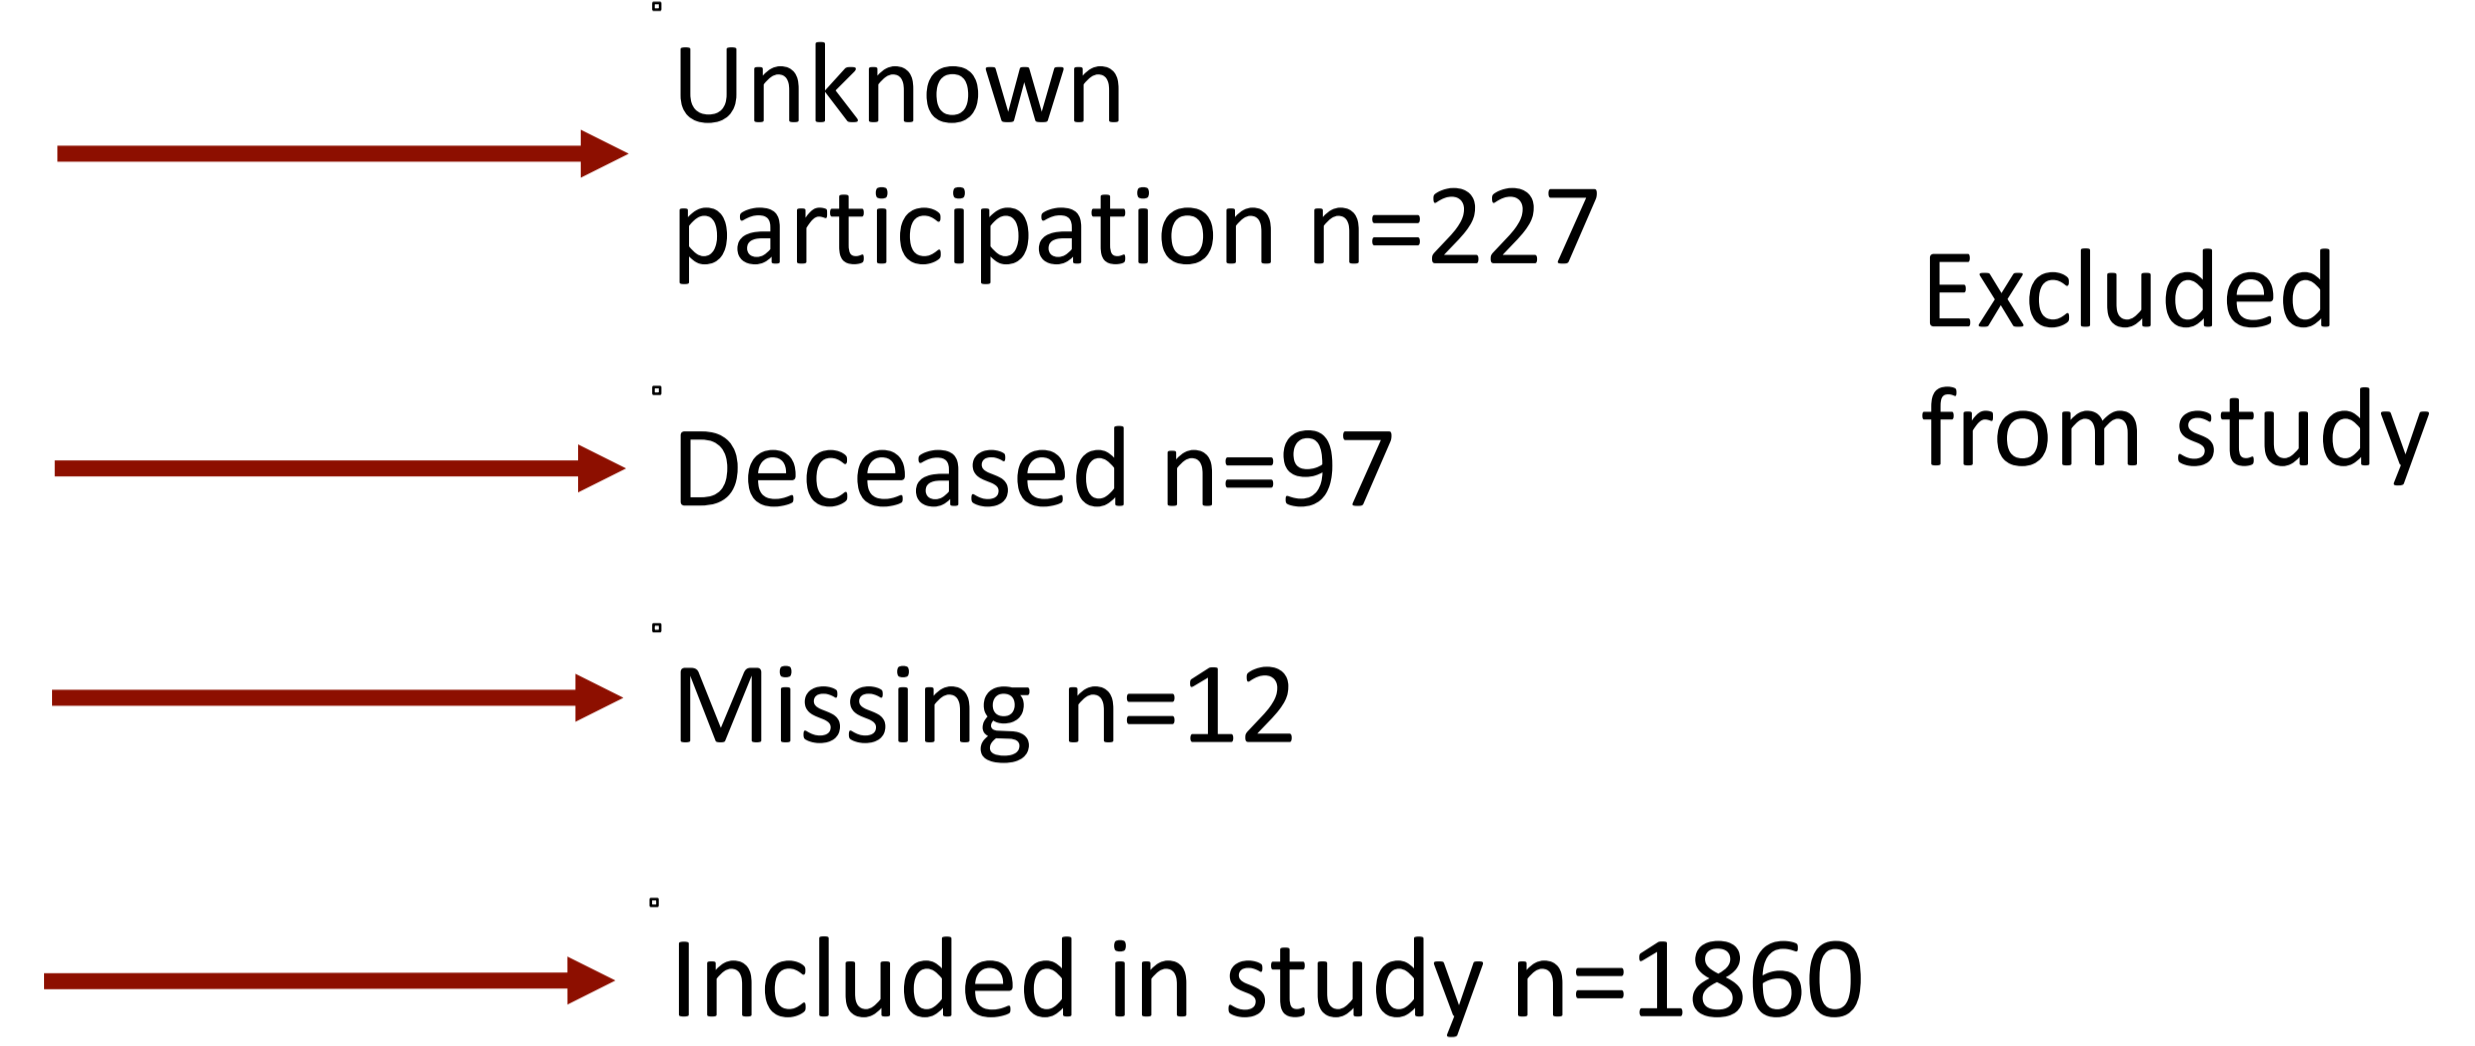 Unknown
participation n=227
Deceased n=97
Missing n=12
Included in study n=1860
Excluded
from study